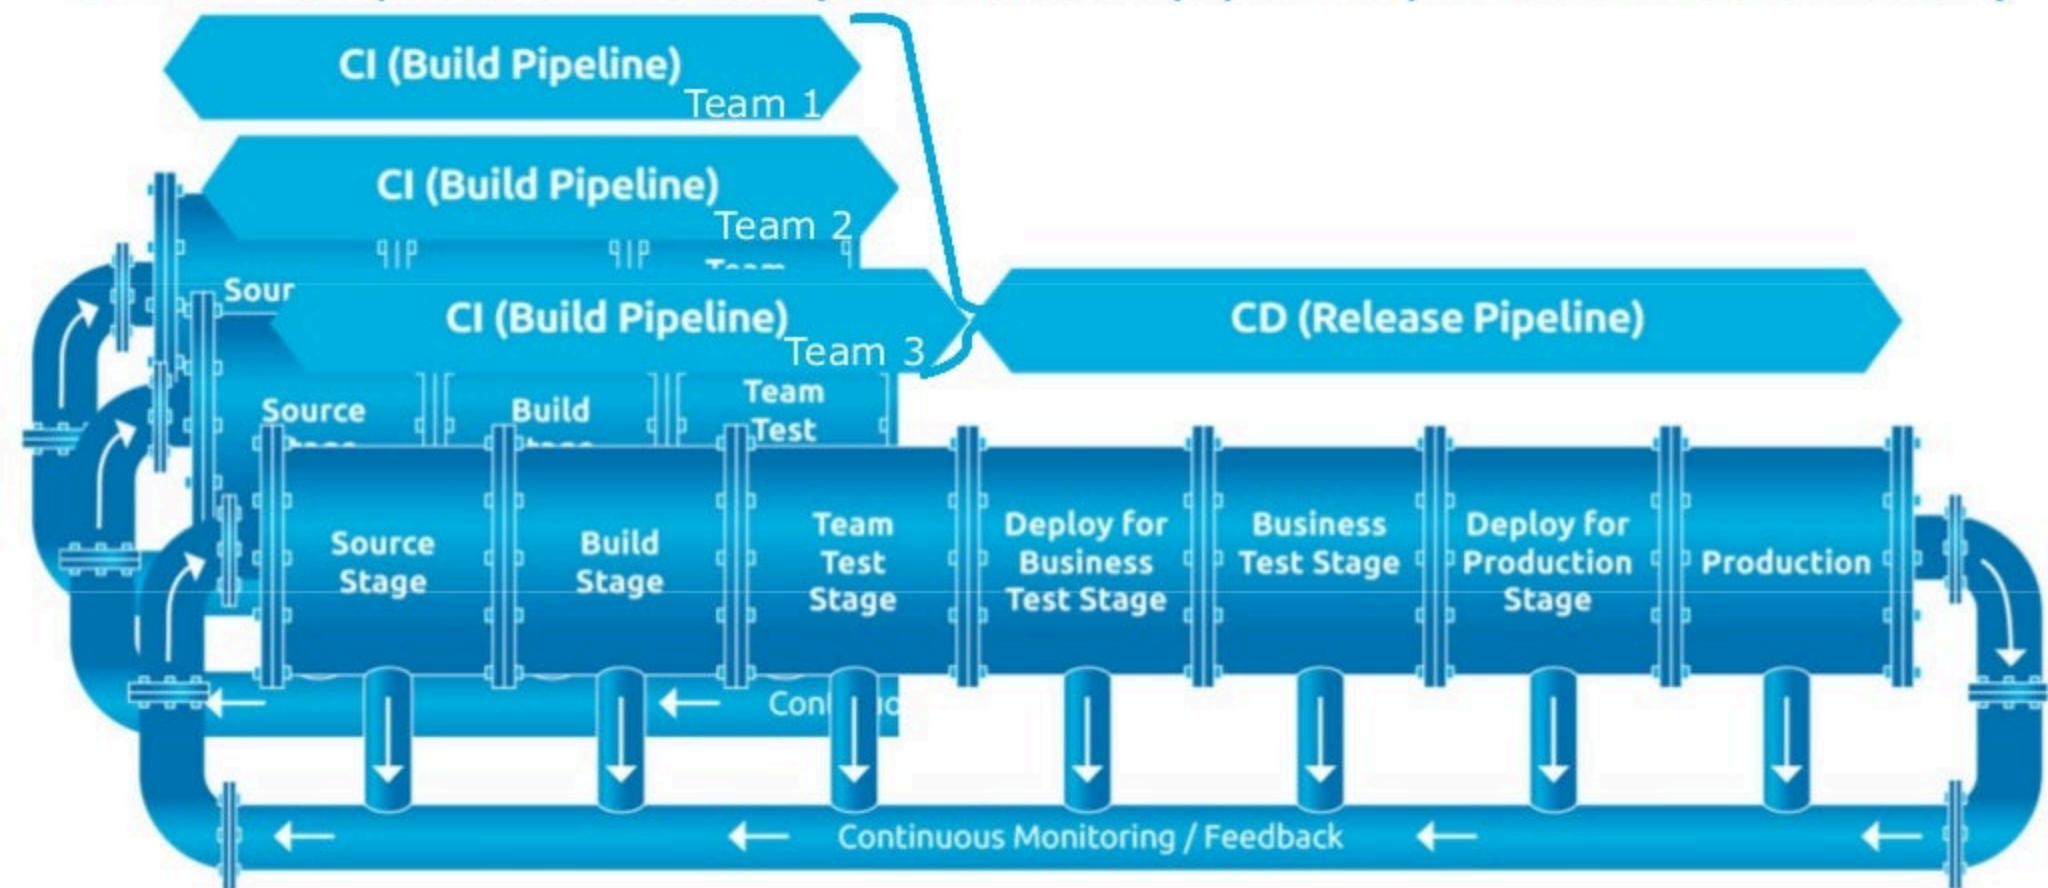 CI (Build Pipeline)
Team 1
CI (Build Pipeline)
Team 2
CI (Build Pipeline)
Team 3
CD (Release Pipeline)
Team
Source
Build
Team
Test
Source
Stage
Build
Stage
Team
Test
Stage
Deploy for
Business
Test Stage
Business
Test Stage
Deploy for
Production
Stage
Production
Continuous Monitoring / Feedback